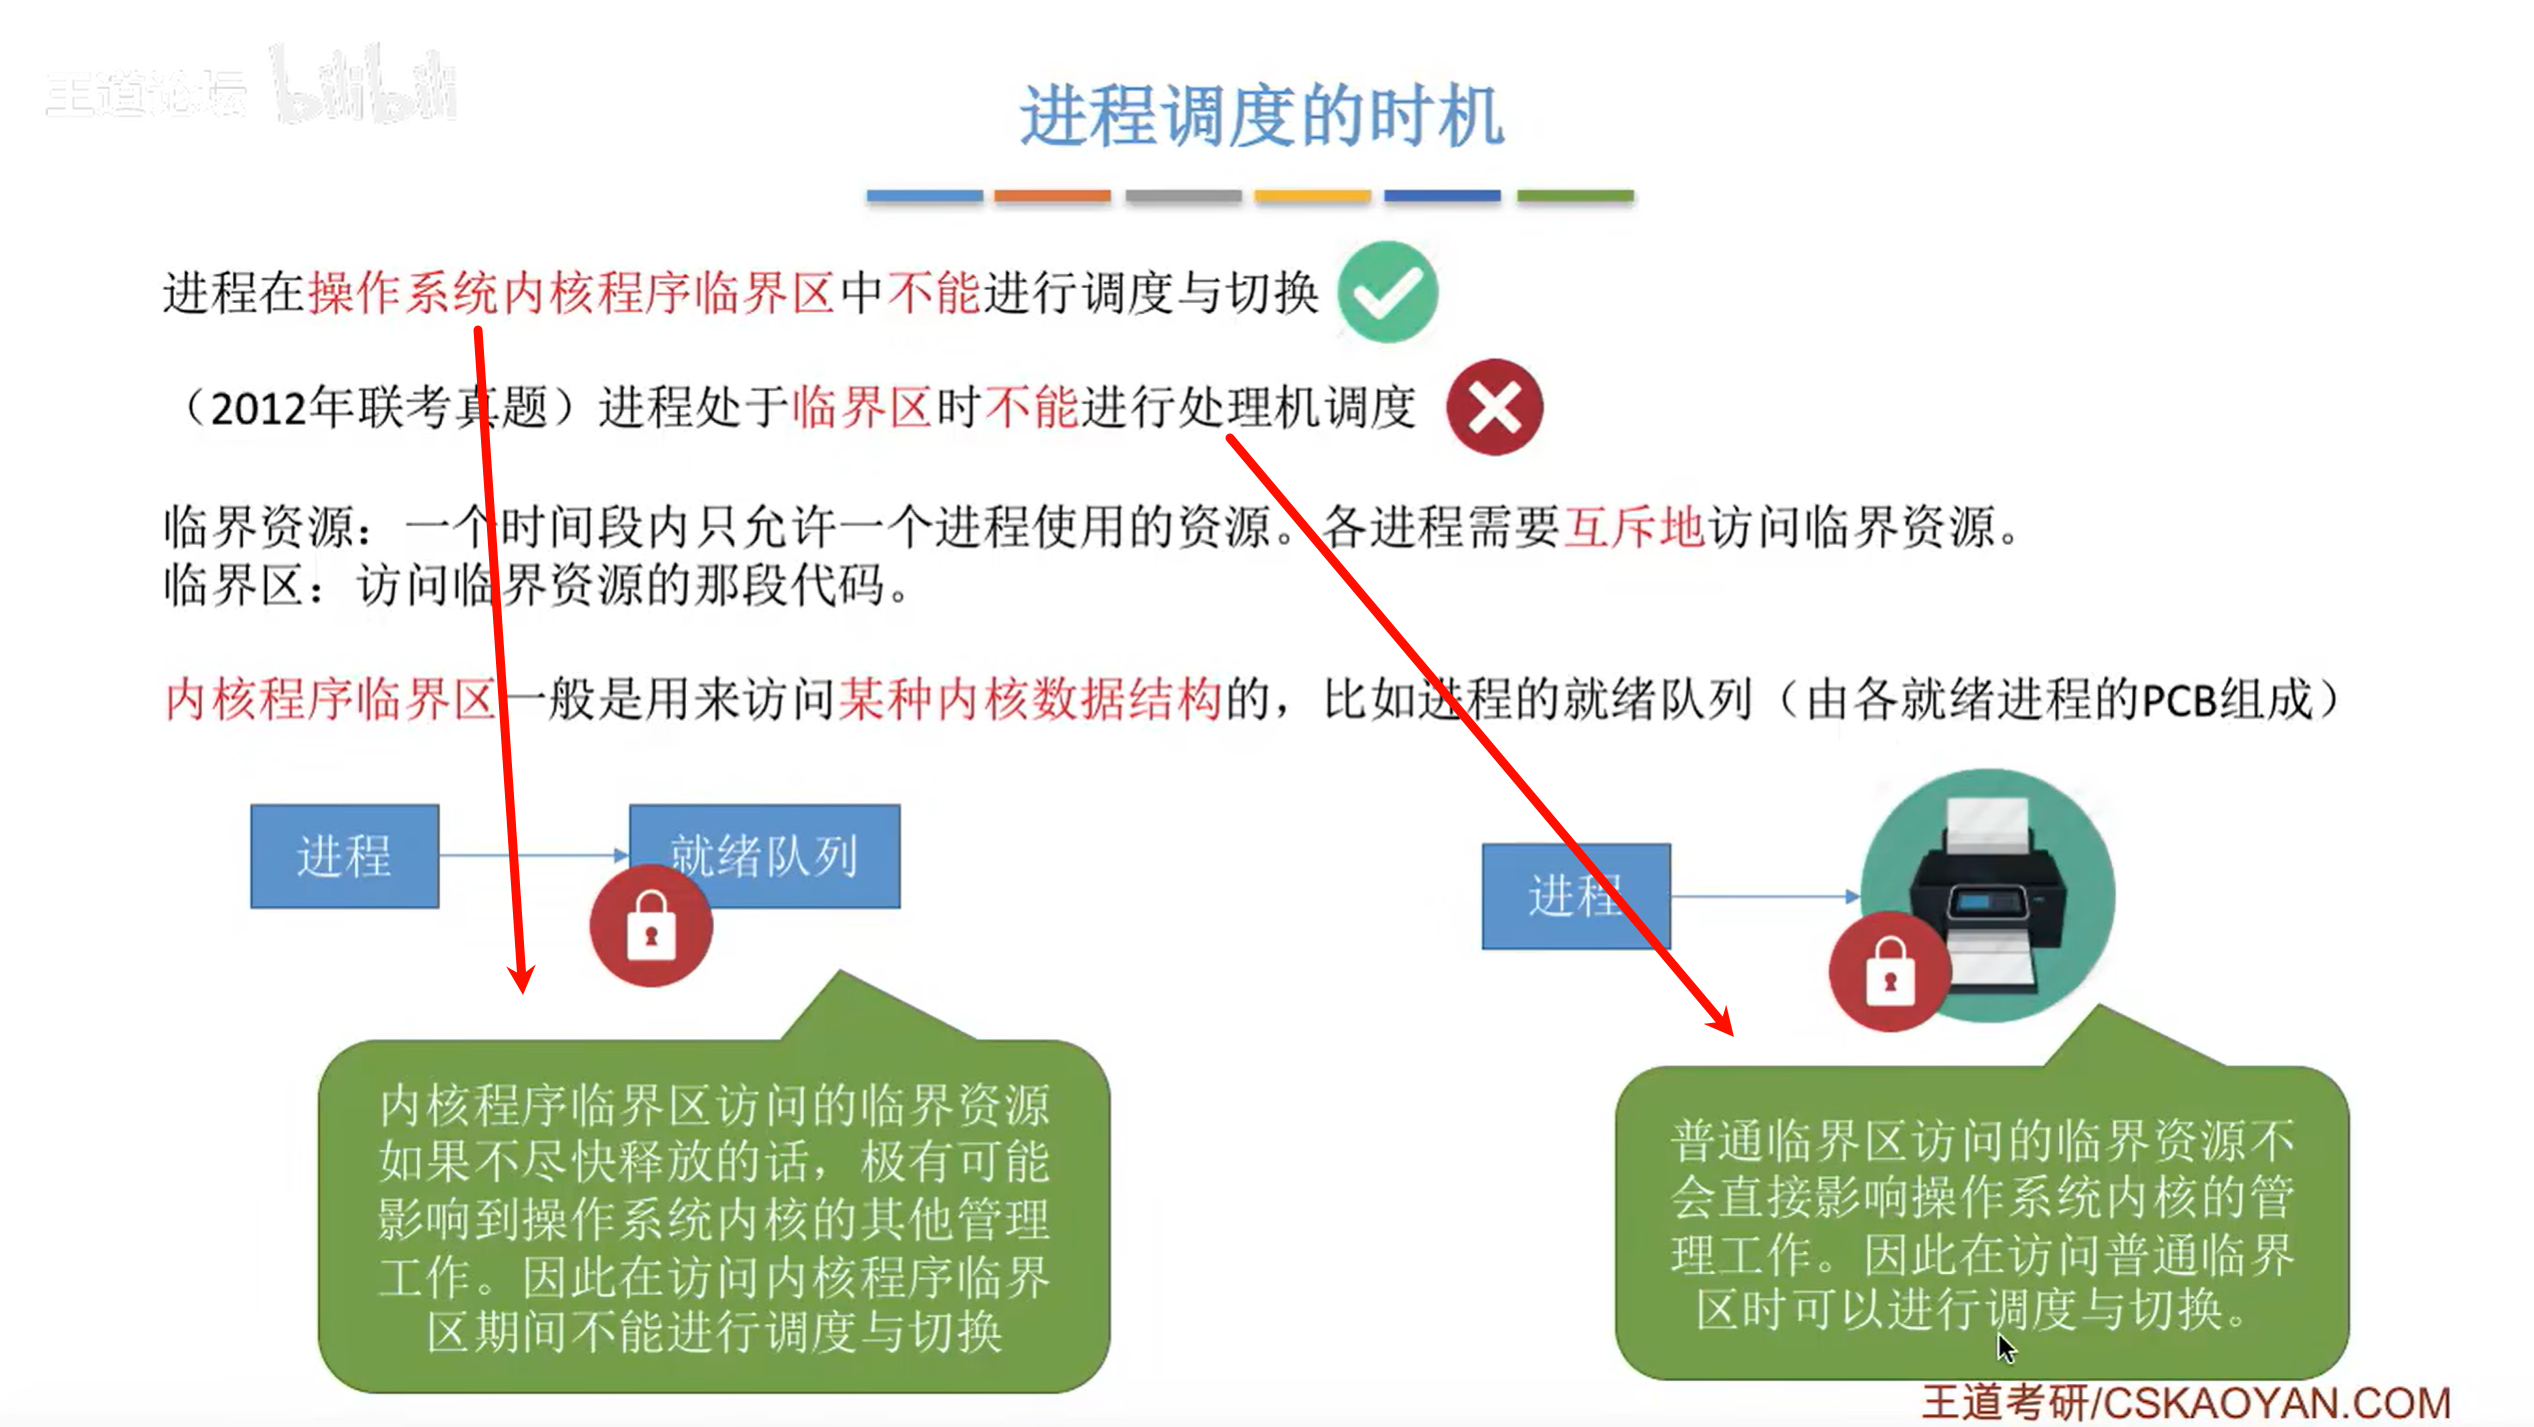 王道论坛 bilibili
进程调度的时机
进程在操作系统内核程序临界区中不能进行调度与切换
（2012年联考真题）进程处于临界区时不能进行处理机调度
临界资源：一个时间段内只允许一个进程使用的资源。各进程需要互斥地访问临界资源。
临界区：访问临界资源的那段代码。
内核程序临界区一般是用来访问某种内核数据结构的，比如进程的就绪队列（由各就绪进程的PCB组成）
进程
就绪队列
进程
内核程序临界区访问的临界资源
如果不尽快释放的话，极有可能
影响到操作系统内核的其他管理
工作。因此在访问内核程序临界
区期间不能进行调度与切换
普通临界区访问的临界资源不
会直接影响操作系统内核的管
理工作。因此在访问普通临界
区时可以进行调度与切换。
王道考研/CSKAOYAN.COM